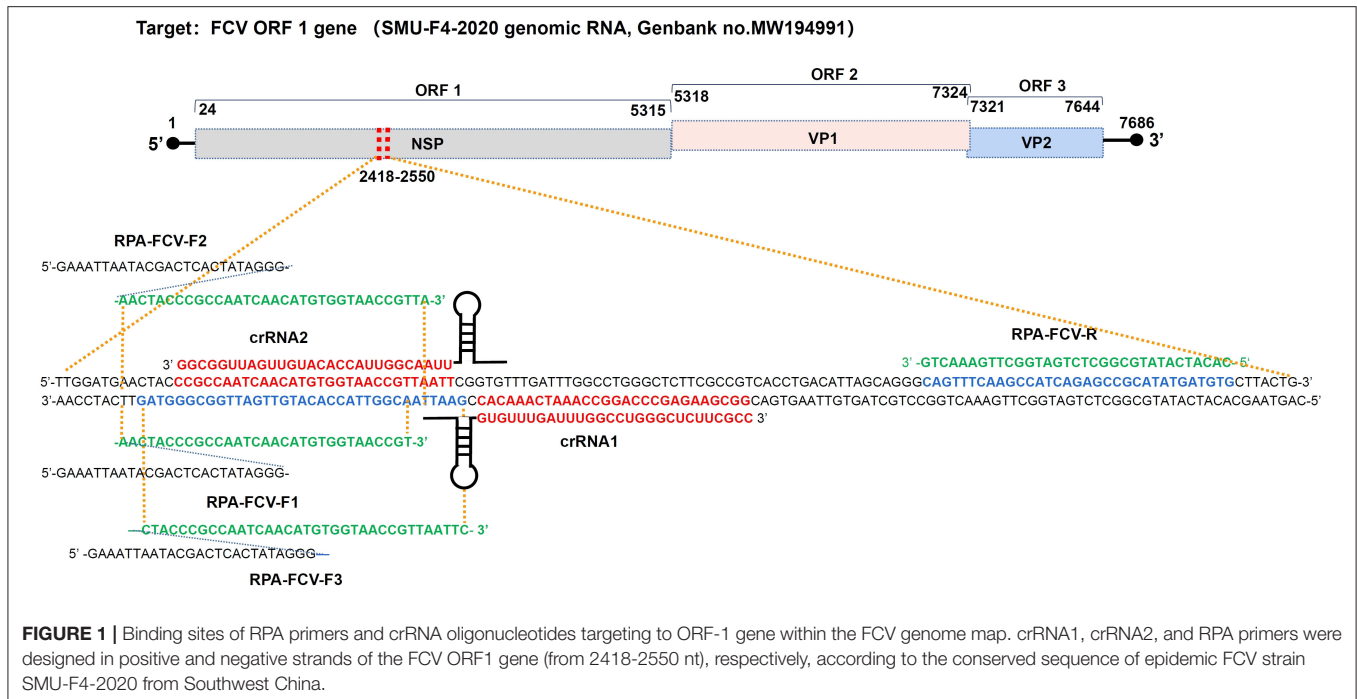 Target: FCV ORF 1 gene (SMU-F4-2020 genomic RNA, Genbank no.MW194991)
ORF 1
ORF 2
ORF 3
1
24
5315
5318
7324
7321
7644
7686
5'
NSP
VP1
VP2
3'
2418-2550
RPA-FCV-F2
5'-GAAATTAATACGACTCACTATAGGG-
-AACTACCCGCCAATCAACATGTGGTAACCGTTA-3'
crRNA2
RPA-FCV-R
3' GGCGGUUAGUUGUACACCAUUGGCAAUU
3' -GTCAAAGTTCGGTAGTCTCGGCGTATACTACAC-5'
5'-TTGGATGAACTACCCGCCAATCAACATGTGGTAACCGTTAATTCGGTGTTTGATTTGGCCTGGGCTCTTCGCCGTCACCTGACATTAGCAGGGCAGTTTCAAGCCATCAGAGCCGCATATGATGTGCTTACTG-3'
3'-AACCTACTTGATGGGCGGTTAGTTGTACACCATTGGCAATTAAGCCACAAACTAAACCGGACCCGAGAAGCGGCAGTGAATTGTGATCGTCCGGTCAAAGTTCGGTAGTCTCGGCGTATACTACACGAATGAC-5'
GUGUUUGAUUUGGCCUGGGCUCUUCGCC 3'
crRNA1
-AACTACCCGCCAATCAACATGTGGTAACCGT-3'
5'-GAAATTAATACGACTCACTATAGGG-
RPA-FCV-F1
-CTACCCGCCAATCAACATGTGGTAACCGTTAATTC- 3'
5' -GAAATTAATACGACTCACTATAGGG-
RPA-FCV-F3
FIGURE 1 | Binding sites of RPA primers and crRNA oligonucleotides targeting to ORF-1 gene within the FCV genome map. crRNA1, crRNA2, and RPA primers were
designed in positive and negative strands of the FCV ORF1 gene (from 2418-2550 nt), respectively, according to the conserved sequence of epidemic FCV strain
SMU-F4-2020 from Southwest China.